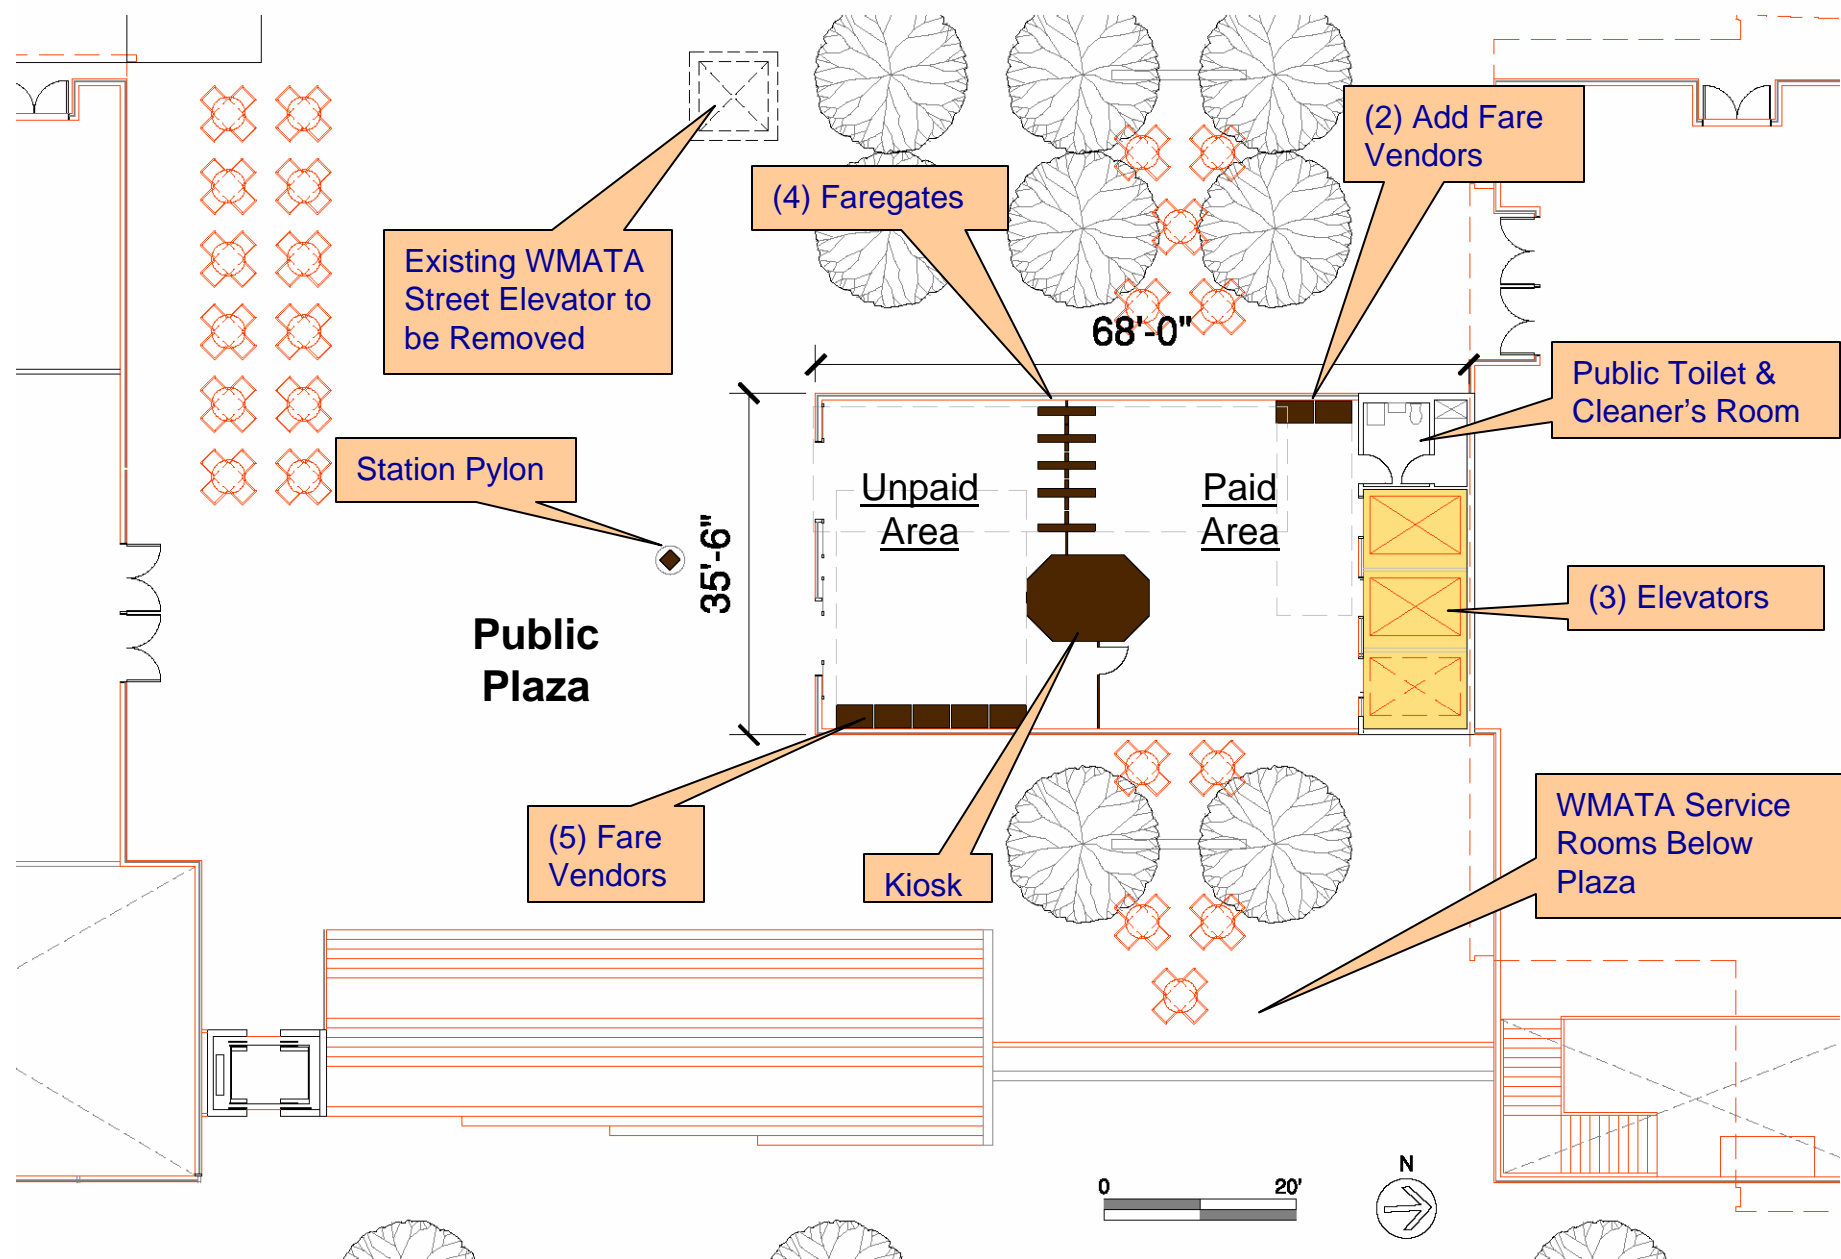 (2) Add Fare
Vendors
(4) Faregates
Existing WMATA
Street Elevator to
be Removed
68'-0"
Public Toilet &
Cleaner's Room
Station Pylon
Unpaid
Area
Paid
Area
35'-6"
(3) Elevators
Public
Plaza
(5) Fare
Vendors
Kiosk
WMATA Service
Rooms Below
Plaza
0 20'
N